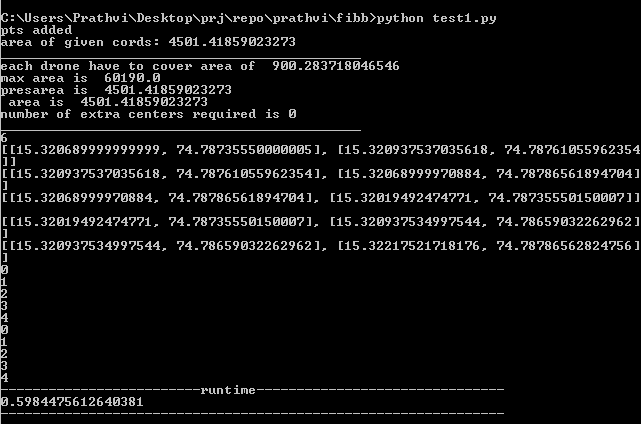 C:\Users\Prathvi\Desktop\prj\repo\prathvi\fibb>python test1.py
pts added
area of given cords: 4501.41859023273
_____________________________________________
each drone have to cover area of  900.283718046546
max area is  60190.0
presarea is  4501.41859023273
 area is  4501.41859023273
number of extra centers required is 0
_____________________________________________
6
[[15.320689999999999, 74.78735550000005], [15.320937537035618, 74.78761055962354
]]
[[15.320937537035618, 74.78761055962354], [15.320689999970884, 74.78786561894704]
]
[[15.320689999970884, 74.78786561894704], [15.32019492474771, 74.78735550150007]]

[[15.32019492474771, 74.78735550150007], [15.320937534997544, 74.78659032262962]
]
[[15.320937534997544, 74.78659032262962], [15.32217521718176, 74.78786562824756]
]
0
1
2
3
4
0
1
2
3
4
-------------------------runtime-------------------------------
0.5984475612640381
---------------------------------------------------------------